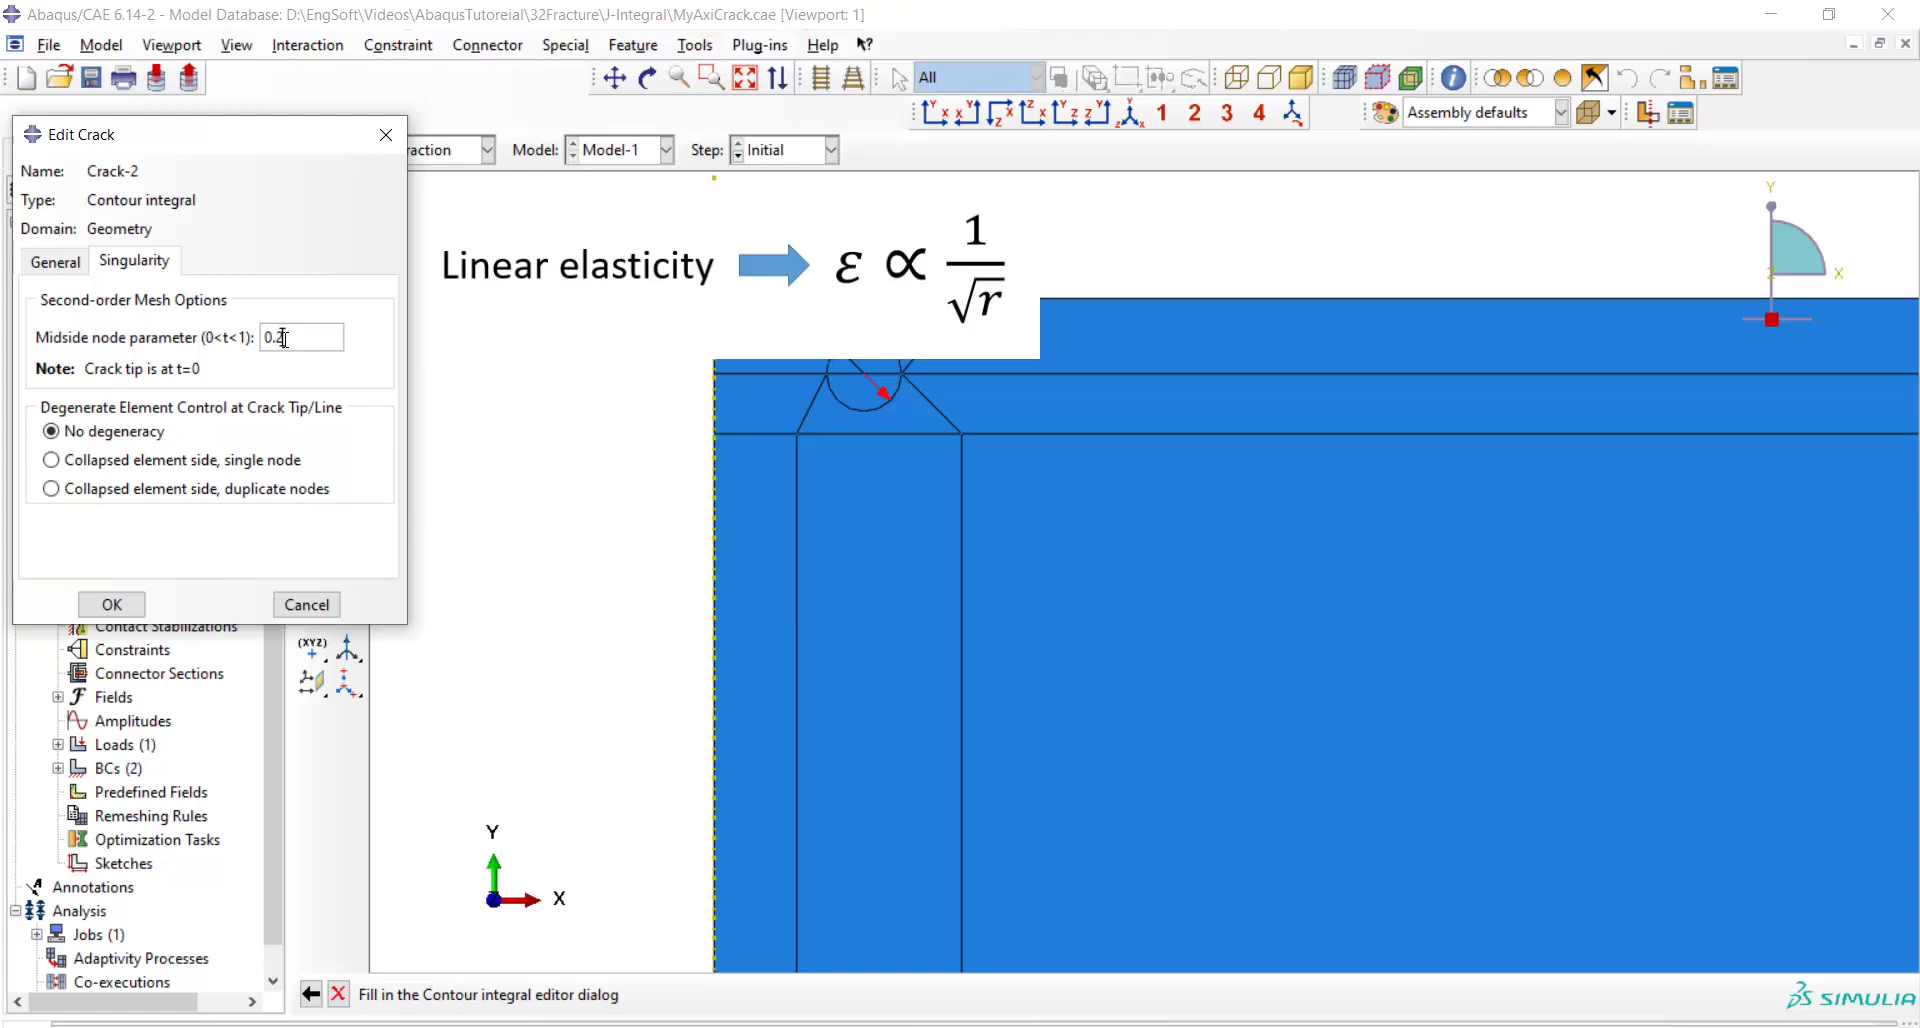 Abaqus/CAE 6.14-2 - Model Database: D:\EngSoft\Videos\AbaqusTutoreial\32Fracture\J-Integral\MyAxiCrack.cae [Viewport: 1]
File Model Viewport View Interaction Constraint Connector Special Feature Tools Plug-ins Help
All
1 2 3 4
Assembly defaults
raction Model: Model-1 Step: Initial
Edit Crack
Name: Crack-2
Type: Contour integral
Domain: Geometry
General Singularity
Second-order Mesh Options
Midside node parameter (0<t<1): 0.2
Note: Crack tip is at t=0
Degenerate Element Control at Crack Tip/Line
No degeneracy
Collapsed element side, single node
Collapsed element side, duplicate nodes
OK Cancel
Linear elasticity ε ∝ 1/√r
Y
Z X
Contact Stabilizations
Constraints
Connector Sections
Fields
Amplitudes
Loads (1)
BCs (2)
Predefined Fields
Remeshing Rules
Optimization Tasks
Sketches
Annotations
Analysis
Jobs (1)
Adaptivity Processes
Co-executions
(XYZ)
Y
X
Fill in the Contour integral editor dialog
SIMULIA